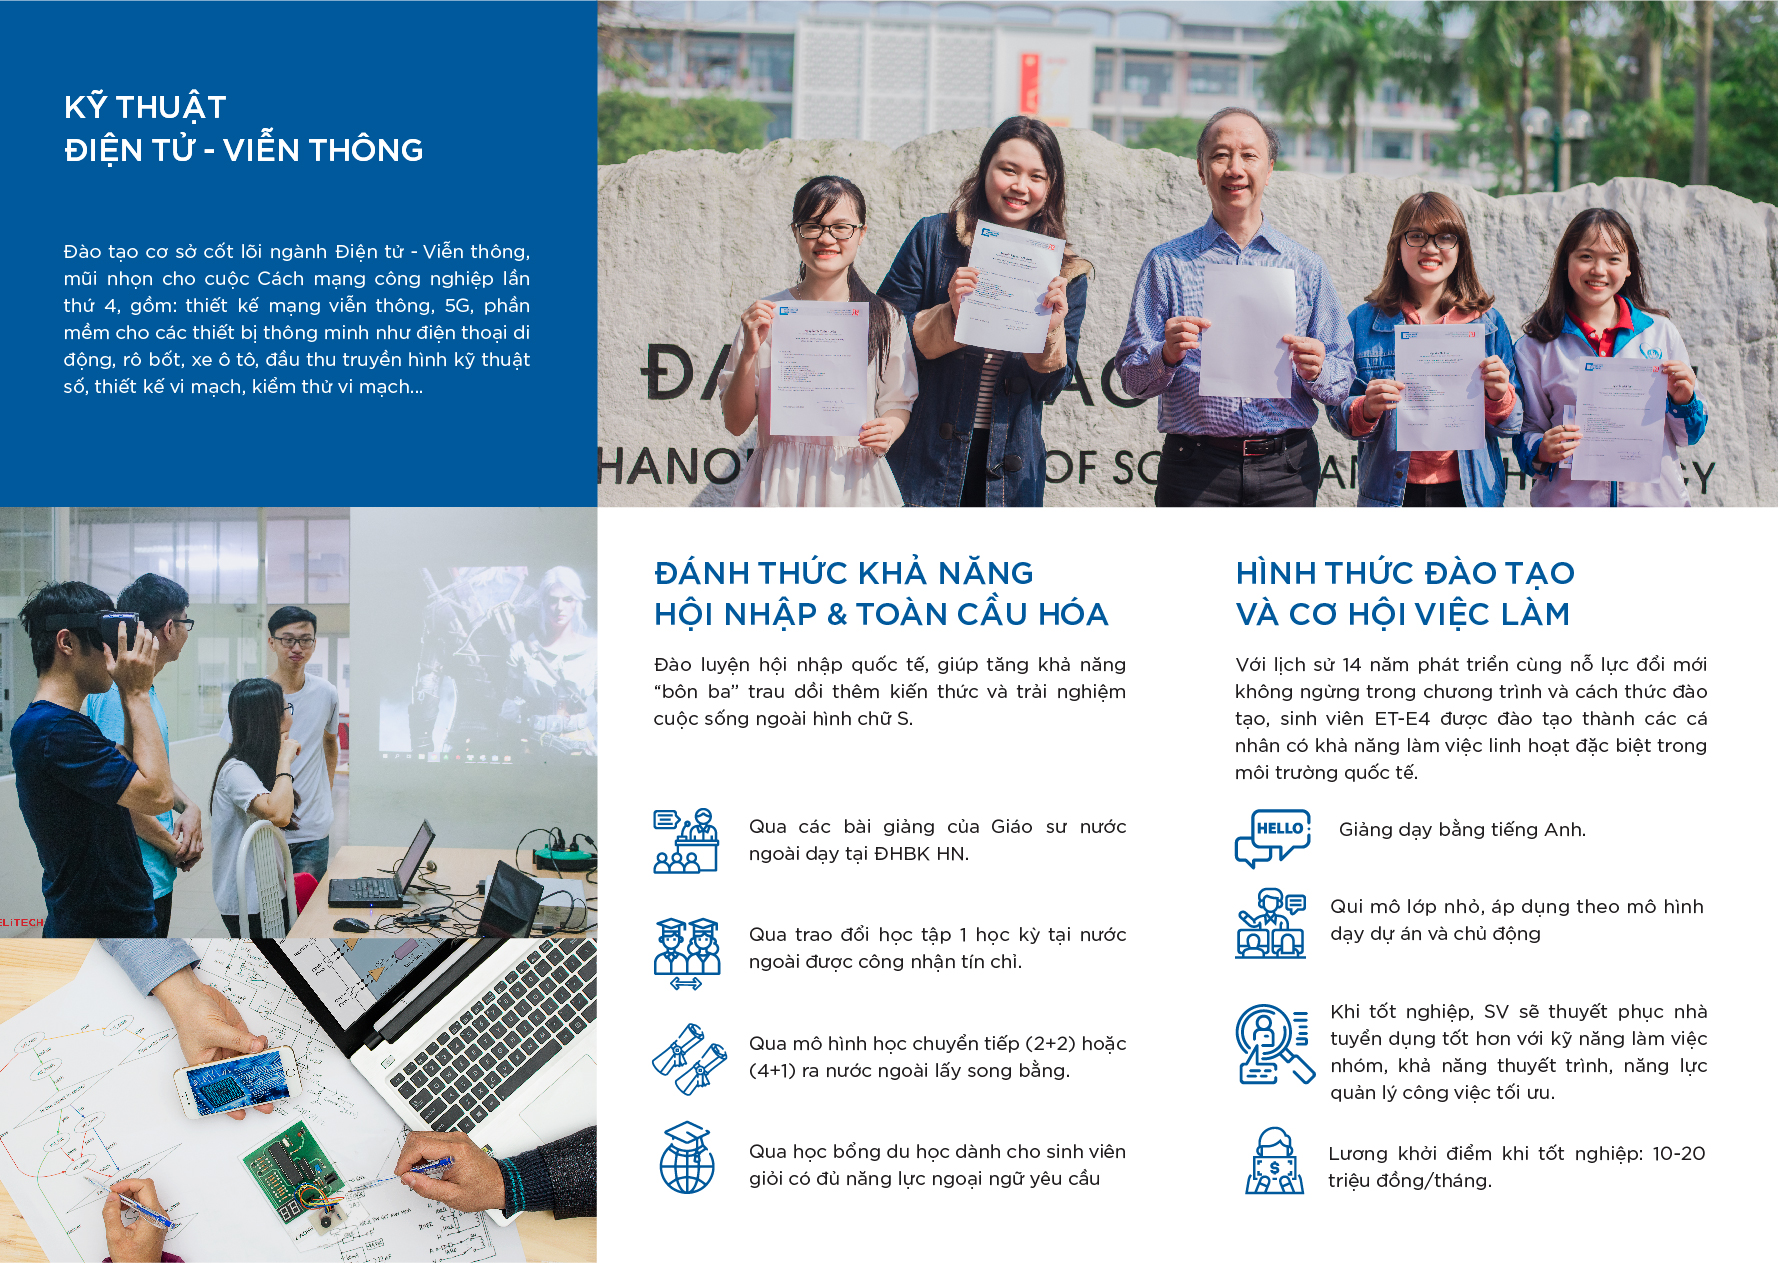 KỸ THUẬT
ĐIỆN TỬ - VIỄN THÔNG
Đào tạo cơ sở cốt lõi ngành Điện tử - Viễn thông,
mũi nhọn cho cuộc Cách mạng công nghiệp lần
thứ 4, gồm: thiết kế mạng viễn thông, 5G, phần
mềm cho các thiết bị thông minh như điện thoại di
động, rô bốt, xe ô tô, đầu thu truyền hình kỹ thuật
số, thiết kế vi mạch, kiểm thử vi mạch...
HANO OF SC AN H CY
ELITECH
ĐÁNH THỨC KHẢ NĂNG
HỘI NHẬP & TOÀN CẦU HÓA
Đào luyện hội nhập quốc tế, giúp tăng khả năng
“bôn ba” trau dồi thêm kiến thức và trải nghiệm
cuộc sống ngoài hình chữ S.
Qua các bài giảng của Giáo sư nước
ngoài dạy tại ĐHBK HN.
Qua trao đổi học tập 1 học kỳ tại nước
ngoài được công nhận tín chỉ.
Qua mô hình học chuyển tiếp (2+2) hoặc
(4+1) ra nước ngoài lấy song bằng.
Qua học bổng du học dành cho sinh viên
giỏi có đủ năng lực ngoại ngữ yêu cầu
HÌNH THỨC ĐÀO TẠO
VÀ CƠ HỘI VIỆC LÀM
Với lịch sử 14 năm phát triển cùng nỗ lực đổi mới
không ngừng trong chương trình và cách thức đào
tạo, sinh viên ET-E4 được đào tạo thành các cá
nhân có khả năng làm việc linh hoạt đặc biệt trong
môi trường quốc tế.
HELLO
Giảng dạy bằng tiếng Anh.
Qui mô lớp nhỏ, áp dụng theo mô hình
dạy dự án và chủ động
Khi tốt nghiệp, SV sẽ thuyết phục nhà
tuyển dụng tốt hơn với kỹ năng làm việc
nhóm, khả năng thuyết trình, năng lực
quản lý công việc tối ưu.
$
Lương khởi điểm khi tốt nghiệp: 10-20
triệu đồng/tháng.